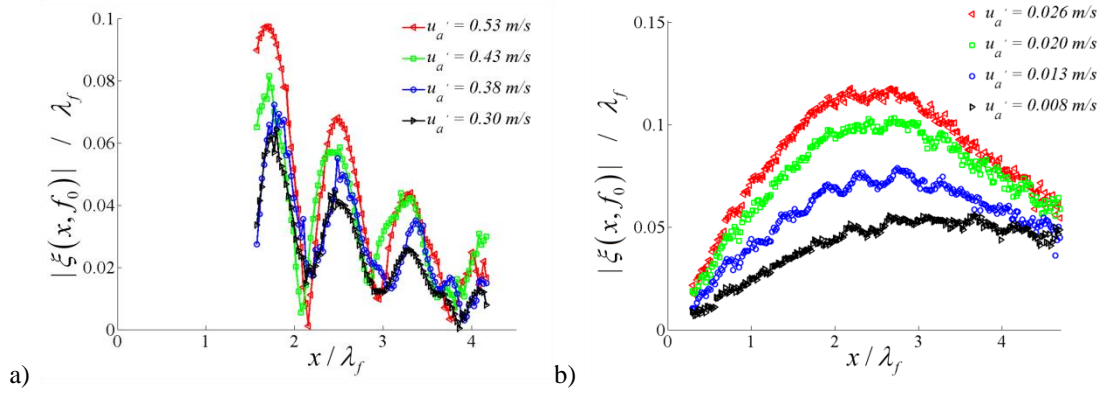 a)
|ξ(x, f₀)| / λ_f
0.1
0.08
0.06
0.04
0.02
0
0 1 2 3 4
x / λ_f
u_a' = 0.53 m/s
u_a' = 0.43 m/s
u_a' = 0.38 m/s
u_a' = 0.30 m/s
b)
|ξ(x, f₀)| / λ_f
0.15
0.1
0.05
0
0 1 2 3 4
x / λ_f
u_a' = 0.026 m/s
u_a' = 0.020 m/s
u_a' = 0.013 m/s
u_a' = 0.008 m/s